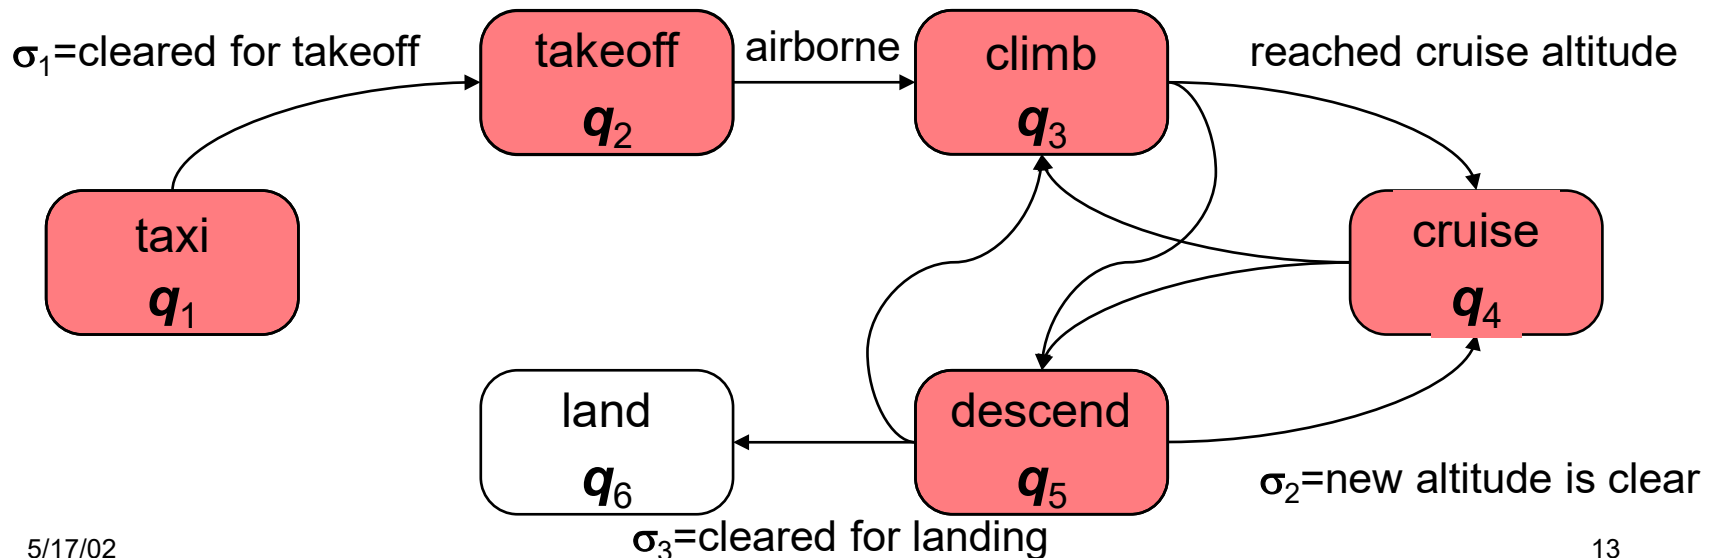 σ1=cleared for takeoff
takeoff
q2
airborne
climb
q3
reached cruise altitude
taxi
q1
cruise
q4
land
q6
descend
q5
σ2=new altitude is clear
σ3=cleared for landing
5/17/02
13